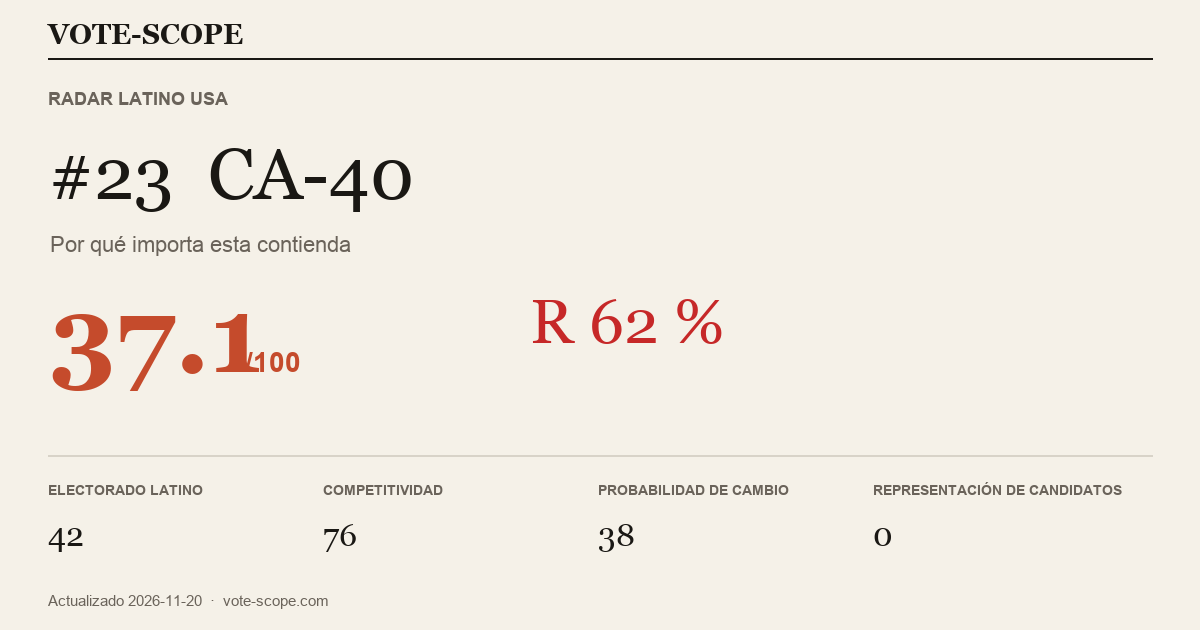 VOTE-SCOPE
RADAR LATINO USA
#23 CA-40
Por qué importa esta contienda
37.1/100
R 62 %
ELECTORADO LATINO
COMPETITIVIDAD
PROBABILIDAD DE CAMBIO
REPRESENTACIÓN DE CANDIDATOS
42
76
38
0
Actualizado 2026-11-20 · vote-scope.com